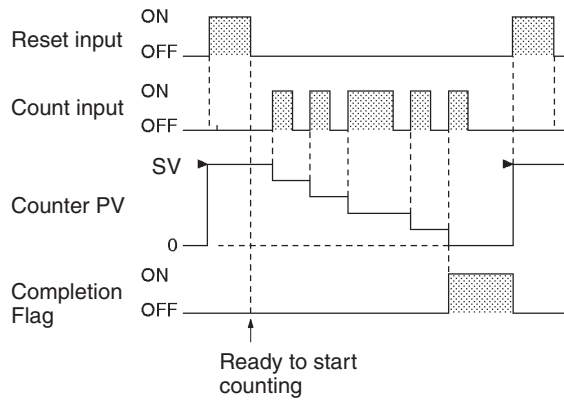 ON
Reset input
OFF
ON
Count input
OFF
SV
Counter PV
0
ON
Completion
Flag
OFF
Ready to start
counting